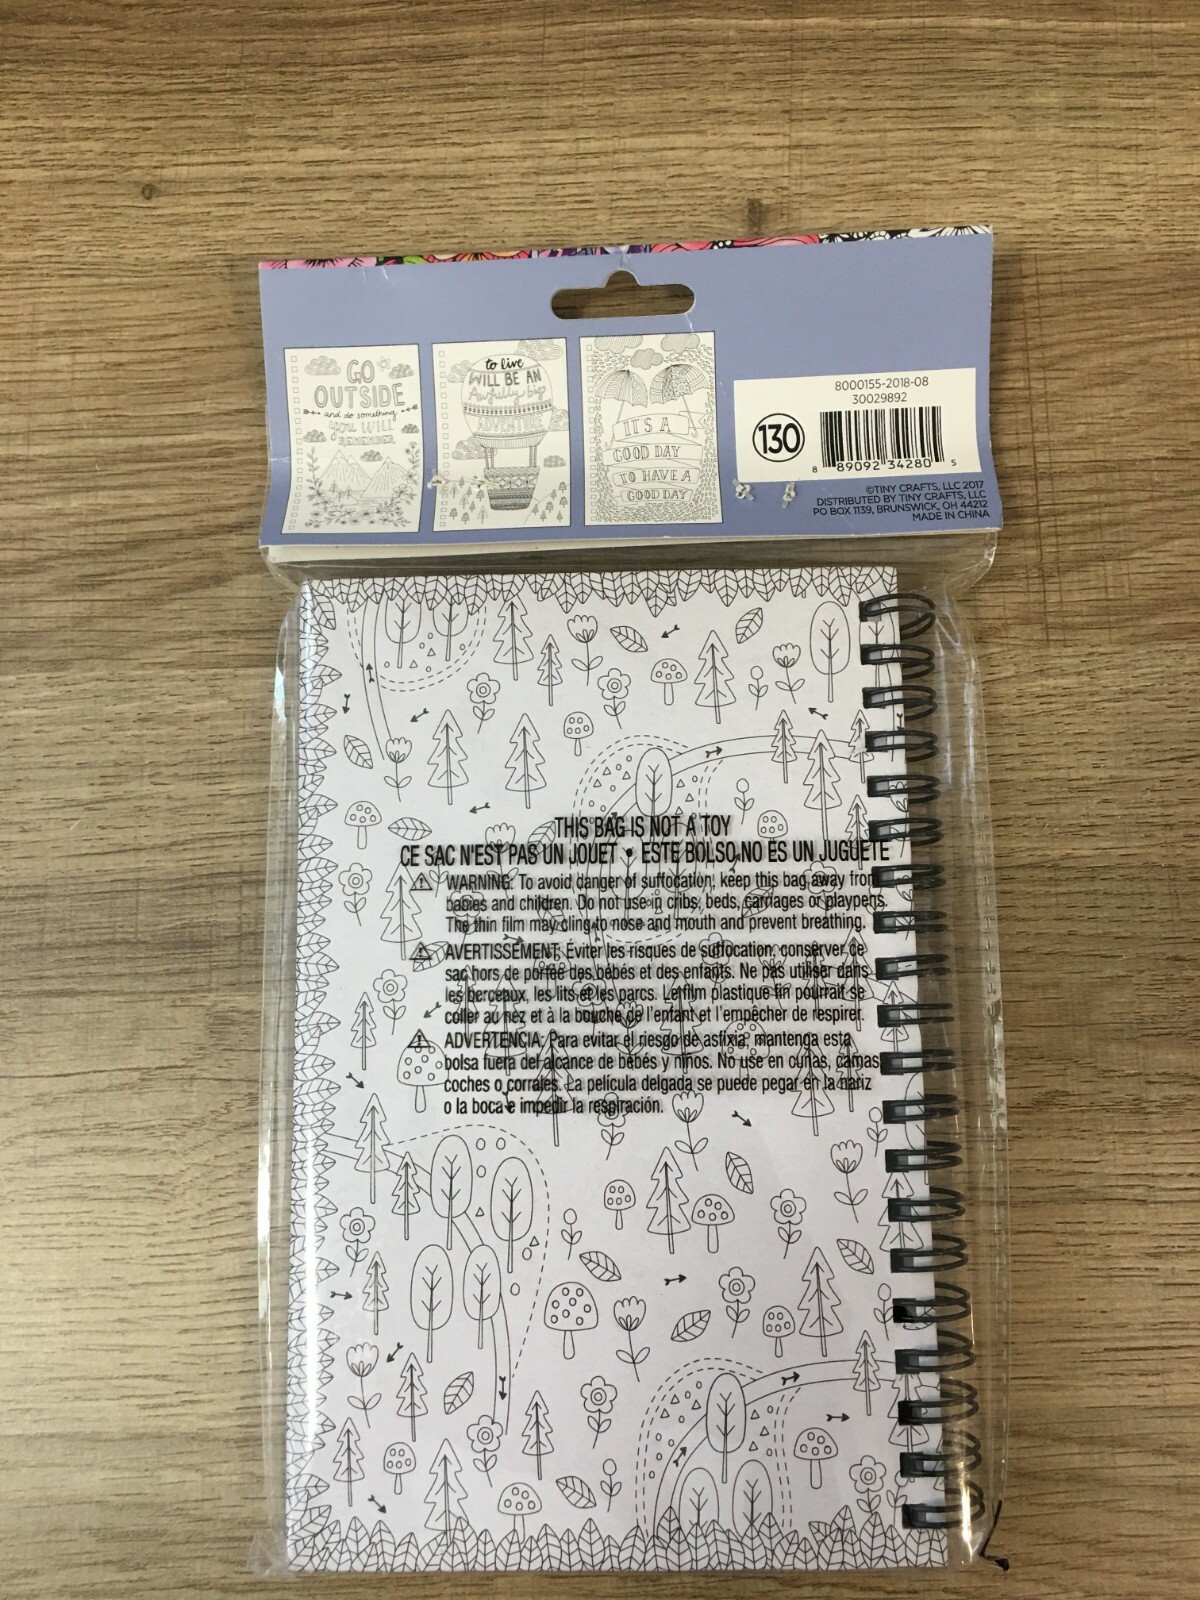 GO
OUTSIDE
and do something
YOU WILL
REMEMBER
to live
WILL BE AN
Awfully big
ADVENTURE
IT'S A
GOOD DAY
TO HAVE A
GOOD DAY
8000155-2018-08
30029892
130
8 89092 34280 5
©TINY CRAFTS, LLC 2017
DISTRIBUTED BY TINY CRAFTS, LLC
PO BOX 1139, BRUNSWICK, OH 44212
MADE IN CHINA
THIS BAG IS NOT A TOY
CE SAC N'EST PAS UN JOUET • ESTE BOLSO NO ES UN JUGUETE
WARNING: To avoid danger of suffocation, keep this bag away from
babies and children. Do not use in cribs, beds, carriages or playpens.
The thin film may cling to nose and mouth and prevent breathing.
AVERTISSEMENT: Éviter les risques de suffocation, conserver ce
sac hors de portée des bébés et des enfants. Ne pas utiliser dans
les berceaux, les lits et les parcs. Le film plastique fin pourrait se
coller au nez et à la bouche de l'enfant et l'empêcher de respirer.
ADVERTENCIA: Para evitar el riesgo de asfixia, mantenga esta
bolsa fuera del alcance de bebés y niños. No use en cunas, camas,
coches o corrales. La película delgada se puede pegar en la nariz
o la boca e impedir la respiración.